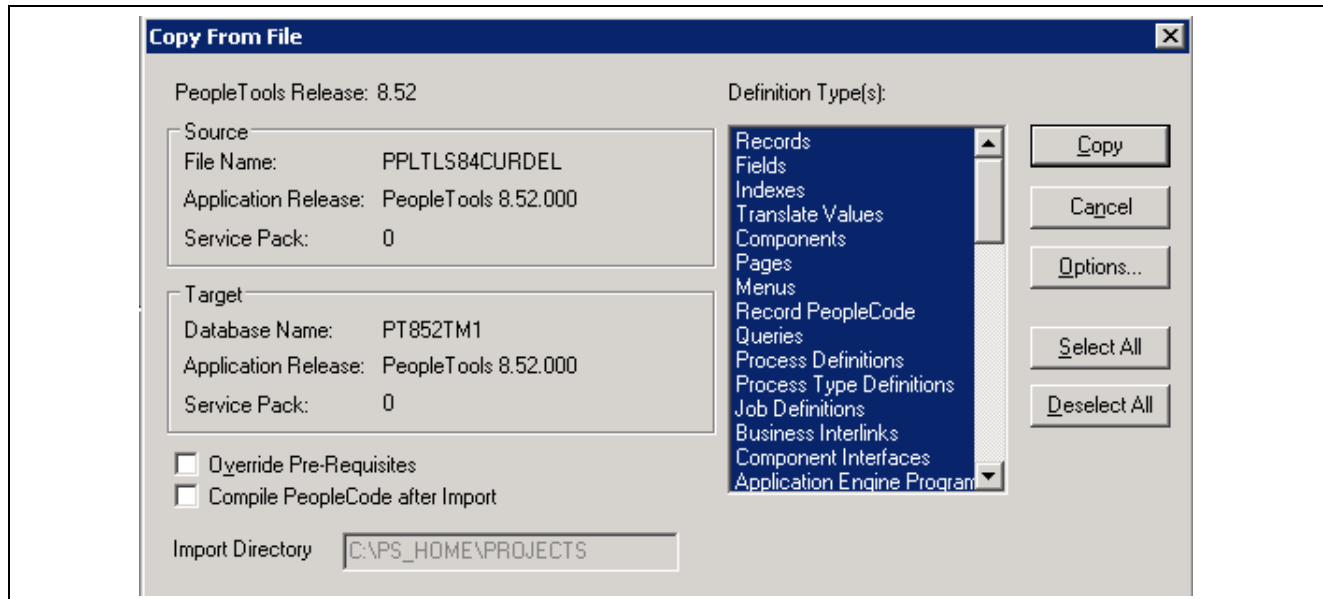 Copy From File
PeopleTools Release: 8.52
Source
File Name: PPLTLS84CURDEL
Application Release: PeopleTools 8.52.000
Service Pack: 0
Target
Database Name: PT852TM1
Application Release: PeopleTools 8.52.000
Service Pack: 0
Override Pre-Requisites
Compile PeopleCode after Import
Import Directory C:\PS_HOME\PROJECTS
Definition Type(s):
Records
Fields
Indexes
Translate Values
Components
Pages
Menus
Record PeopleCode
Queries
Process Definitions
Process Type Definitions
Job Definitions
Business Interlinks
Component Interfaces
Application Engine Program
Copy
Cancel
Options...
Select All
Deselect All